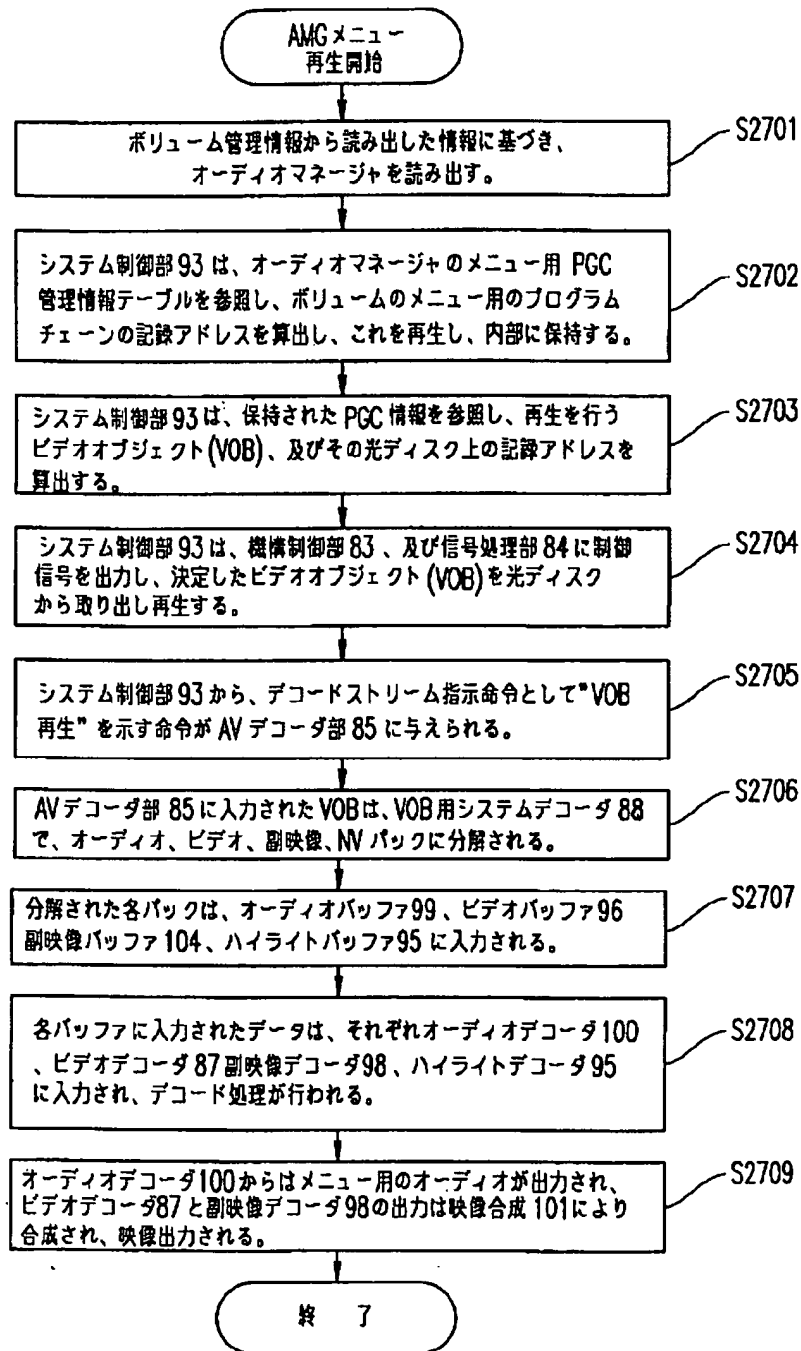 AMGメニュー
再生開始
ボリューム管理情報から読み出した情報に基づき、
オーディオマネージャを読み出す。
S2701
システム制御部93は、オーディオマネージャのメニュー用 PGC
管理情報テーブルを参照し、ボリュームのメニュー用のプログラム
チェーンの記録アドレスを算出し、これを再生し、内部に保持する。
S2702
システム制御部93は、保持されたPGC情報を参照し、再生を行う
ビデオオブジェクト(VOB)、及びその光ディスク上の記録アドレスを
算出する。
S2703
システム制御部93は、機構制御部83、及び信号処理部84に制御
信号を出力し、決定したビデオオブジェクト(VOB)を光ディスク
から取り出し再生する。
S2704
システム制御部93から、デコードストリーム指示命令として"VOB
再生"を示す命令がAVデコーダ部85に与えられる。
S2705
AVデコーダ部85に入力されたVOBは、VOB用システムデコーダ88
で、オーディオ、ビデオ、副映像、NVパックに分解される。
S2706
分解された各パックは、オーディオバッファ99、ビデオバッファ96
副映像バッファ104、ハイライトバッファ95に入力される。
S2707
各バッファに入力されたデータは、それぞれオーディオデコーダ100
、ビデオデコーダ87副映像デコーダ98、ハイライトデコーダ95
に入力され、デコード処理が行われる。
S2708
オーディオデコーダ100からはメニュー用のオーディオが出力され、
ビデオデコーダ87と副映像デコーダ98の出力は映像合成101により
合成され、映像出力される。
S2709
終 了